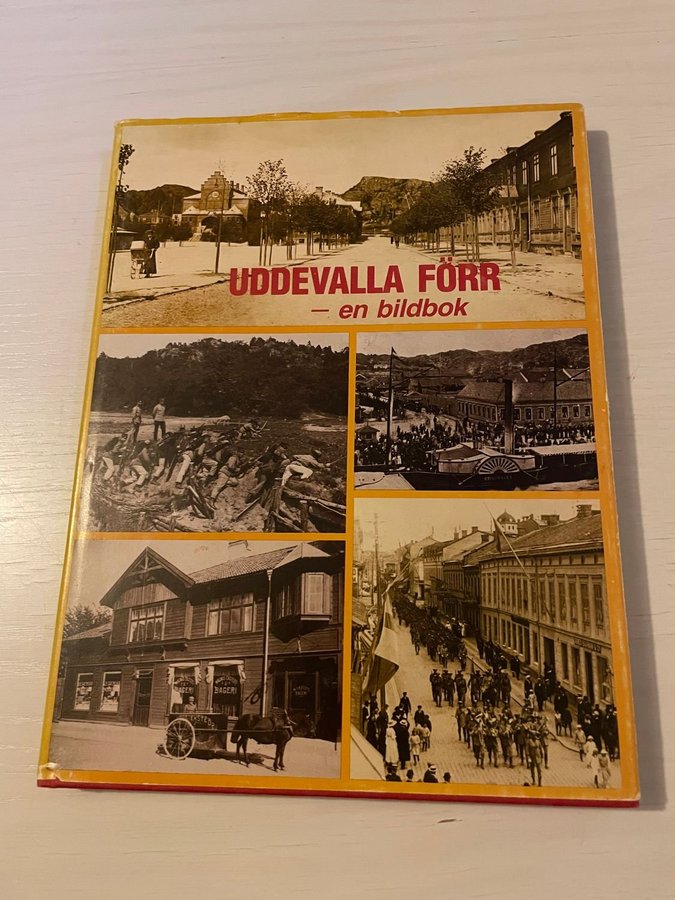 UDDEVALLA FÖRR
– en bildbok
BAGERI